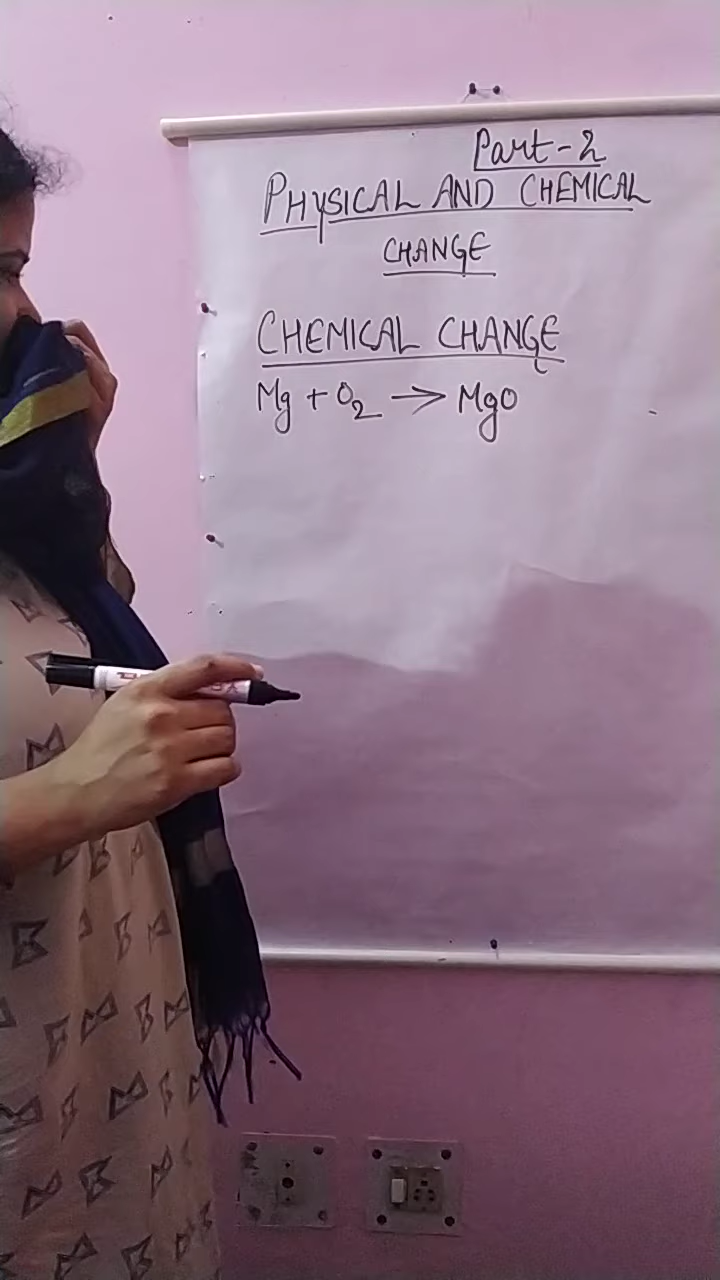 Part-2
PHYSICAL AND CHEMICAL
CHANGE
CHEMICAL CHANGE
Mg + O₂ → MgO